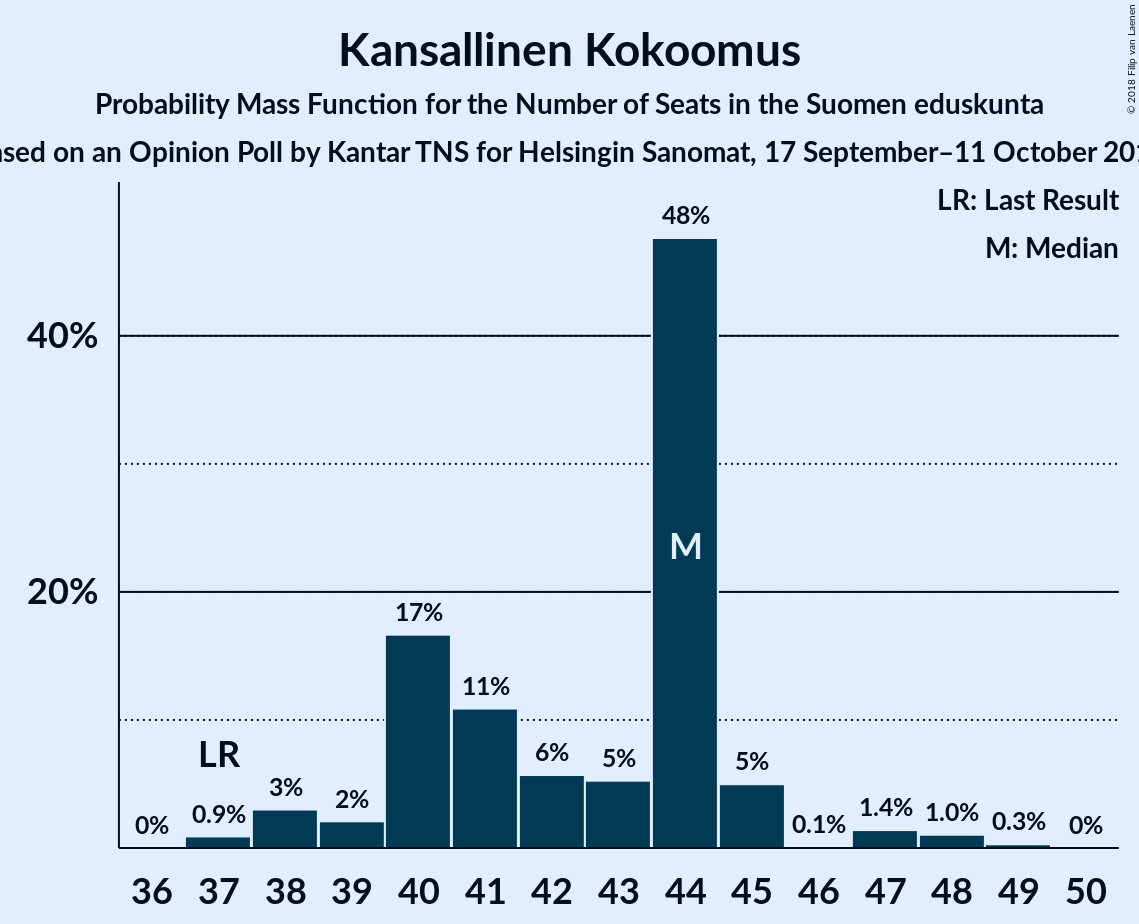 Kansallinen Kokoomus
Probability Mass Function for the Number of Seats in the Suomen eduskunta
on an Opinion Poll by Kantar TNS for Helsingin Sanomat, 17 September–11 October
LR: Last Result
M: Median
© 2018 Filip van Laenen
40%
20%
48%
M
17%
11%
LR
6%
5%
5%
3%
2%
0.9%
0%
0.1%
1.4%
1.0%
0.3%
0%
36 37 38 39 40 41 42 43 44 45 46 47 48 49 50